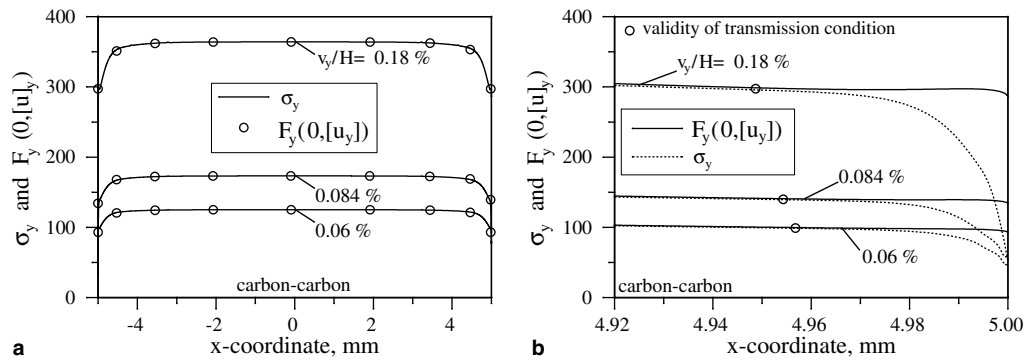 400
300
200
100
0
σy and Fy (0,[u]y)
vy/H= 0.18 %
σy
Fy(0,[uy])
0.084 %
0.06 %
carbon-carbon
-4 -2 0 2 4
x-coordinate, mm
a
400
300
200
100
0
σy and Fy (0,[u]y)
validity of transmission condition
vy/H= 0.18 %
Fy(0,[uy])
σy
0.084 %
0.06 %
carbon-carbon
4.92 4.94 4.96 4.98 5.00
x-coordinate, mm
b